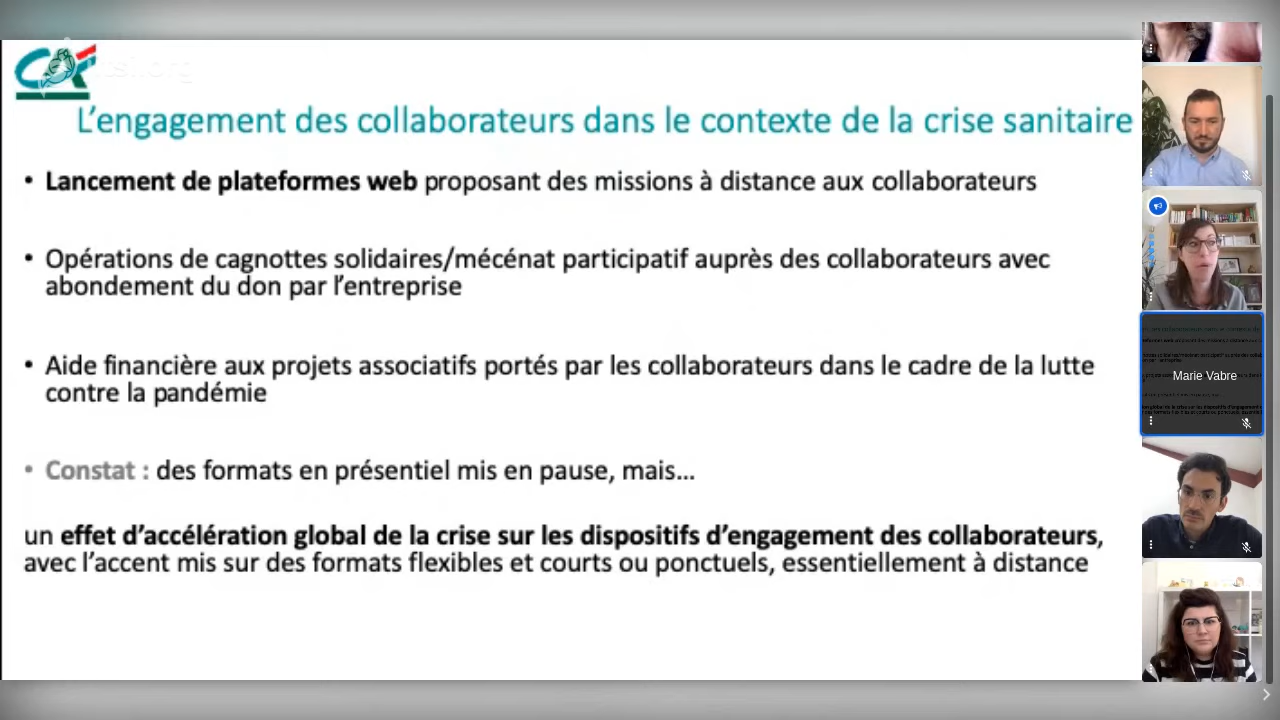 L'engagement des collaborateurs dans le contexte de la crise sanitaire
• Lancement de plateformes web proposant des missions à distance aux collaborateurs
• Opérations de cagnottes solidaires/mécénat participatif auprès des collaborateurs avec
abondement du don par l'entreprise
• Aide financière aux projets associatifs portés par les collaborateurs dans le cadre de la lutte
contre la pandémie
• Constat : des formats en présentiel mis en pause, mais...
un effet d'accélération global de la crise sur les dispositifs d'engagement des collaborateurs,
avec l'accent mis sur des formats flexibles et courts ou ponctuels, essentiellement à distance
Marie Vabre